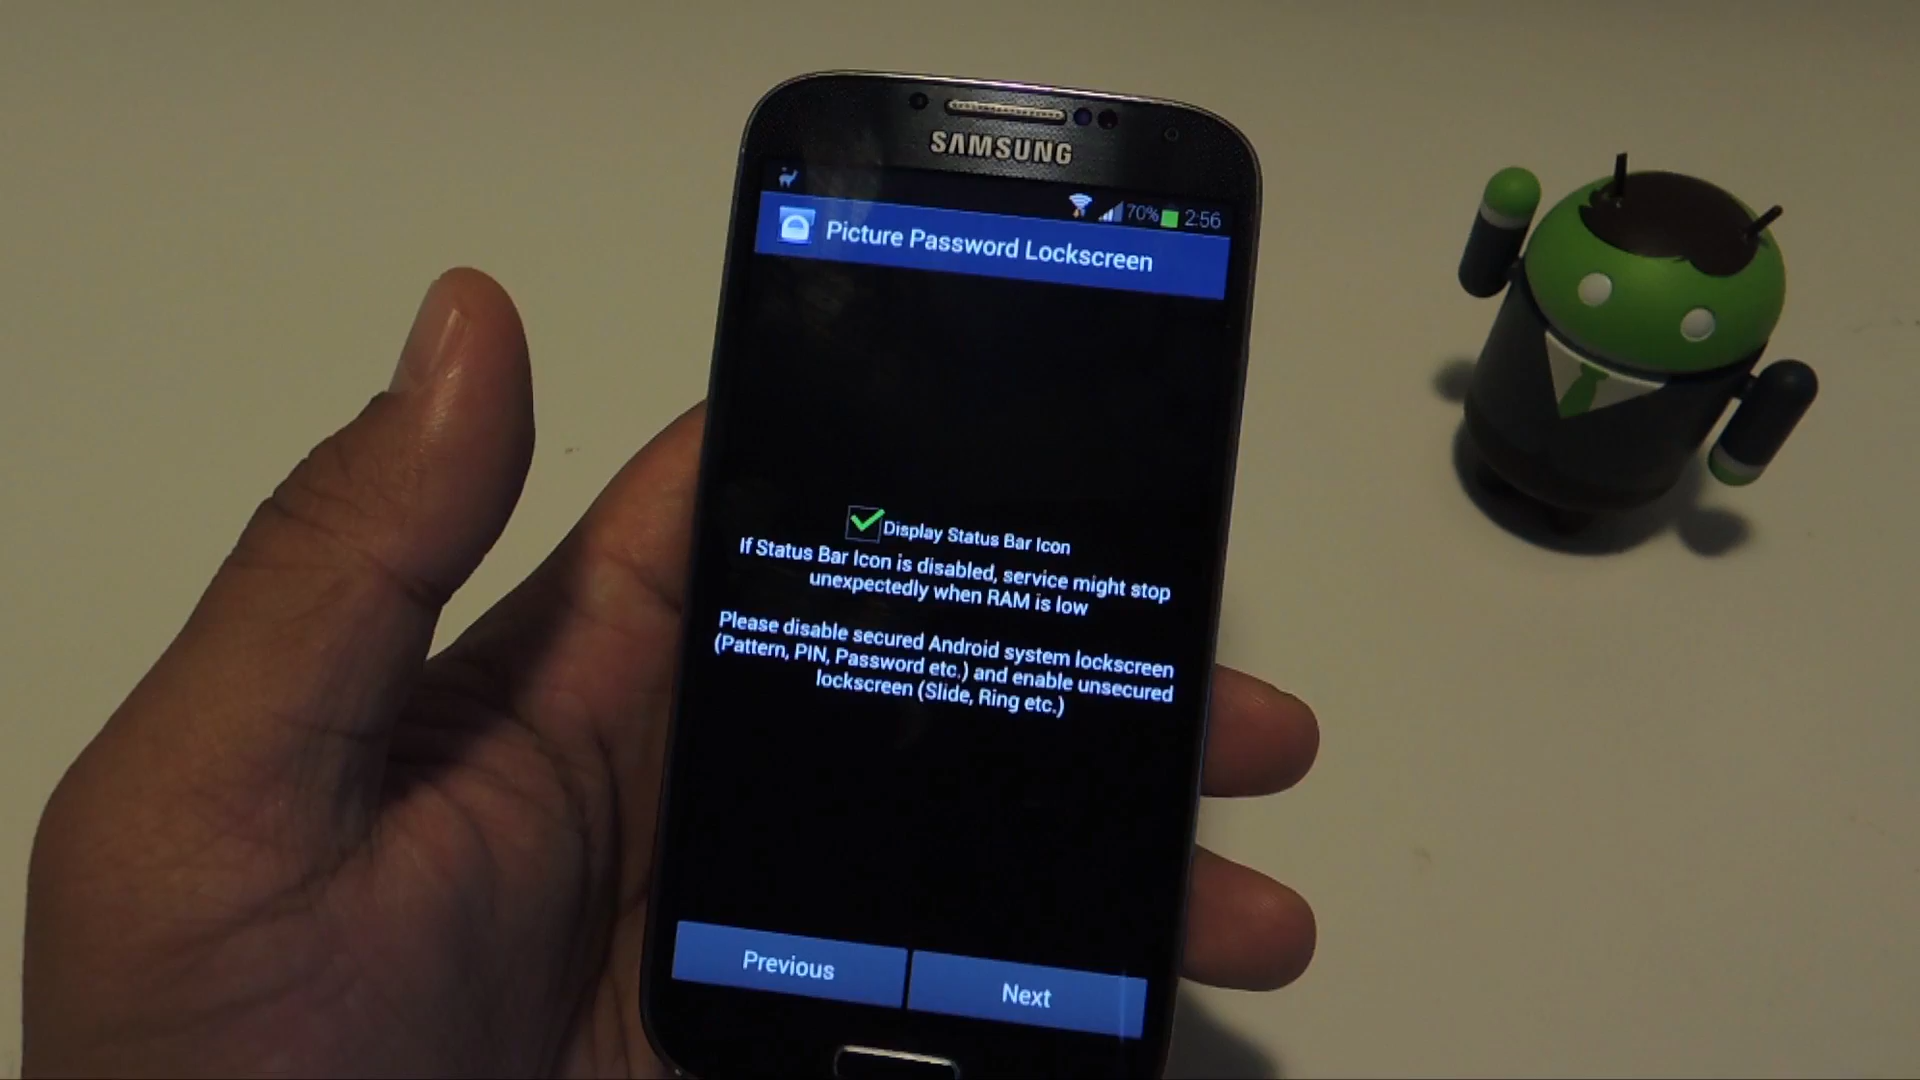 SAMSUNG
70% 2:56
Picture Password Lockscreen
Display Status Bar Icon
If Status Bar Icon is disabled, service might stop
unexpectedly when RAM is low
Please disable secured Android system lockscreen
(Pattern, PIN, Password etc.) and enable unsecured
lockscreen (Slide, Ring etc.)
Previous
Next